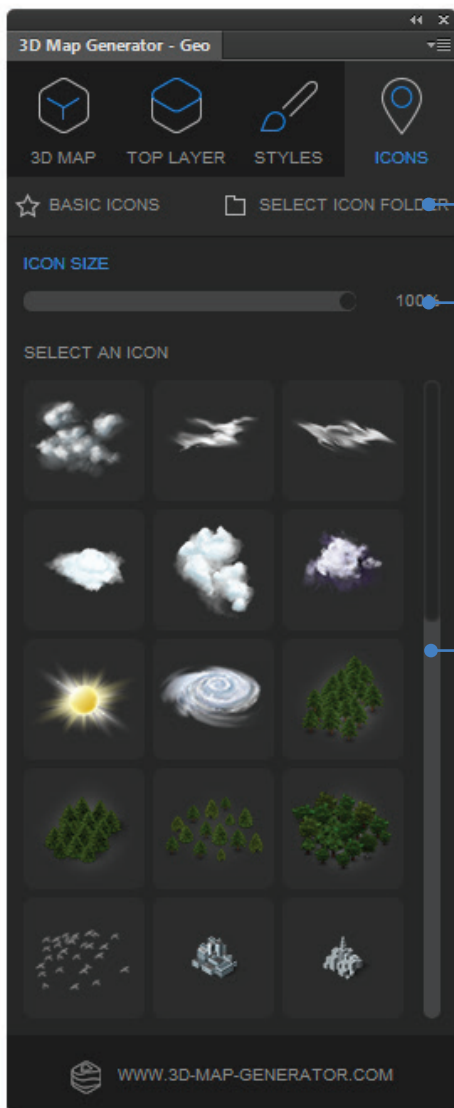 3D Map Generator - Geo
3D MAP TOP LAYER STYLES ICONS
BASIC ICONS SELECT ICON FOLDER
ICON SIZE
100%
SELECT AN ICON
WWW.3D-MAP-GENERATOR.COM